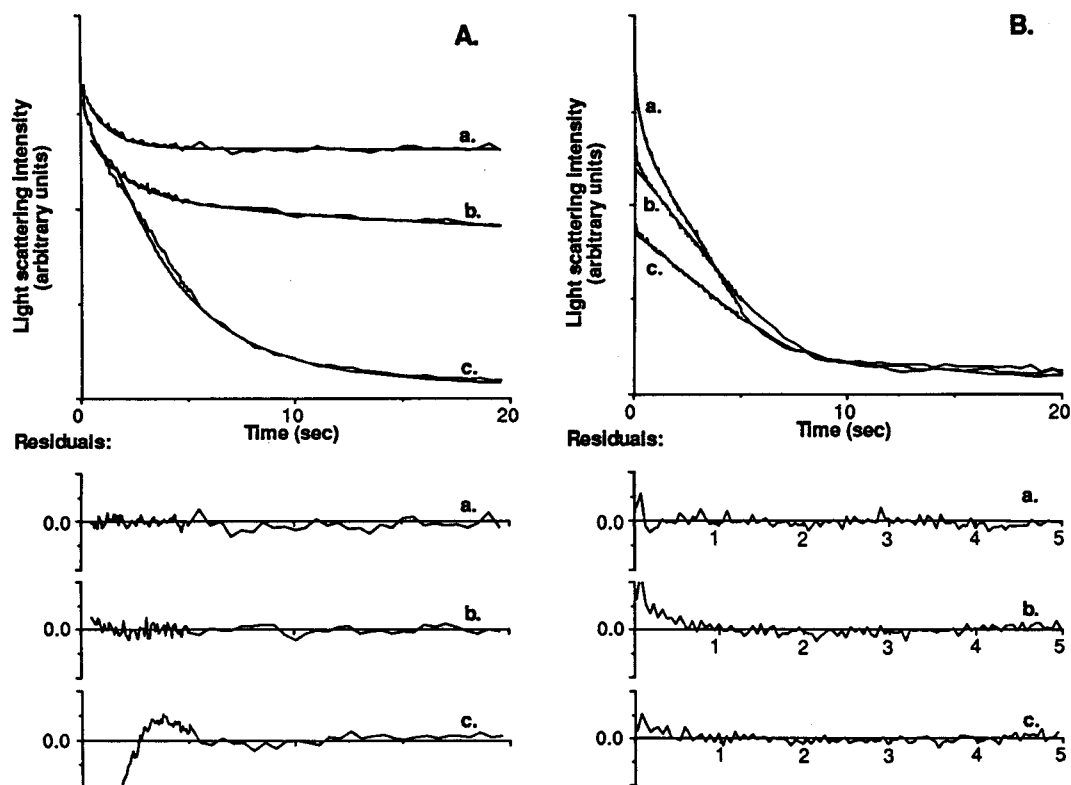 A.
Light scattering intensity
(arbitrary units)
a.
b.
c.
0
10
20
Time (sec)
Residuals:
0.0
a.
0.0
b.
0.0
c.
B.
Light scattering intensity
(arbitrary units)
a.
b.
c.
0
10
20
Time (sec)
Residuals:
0.0
a.
1 2 3 4 5
0.0
b.
1 2 3 4 5
0.0
c.
1 2 3 4 5